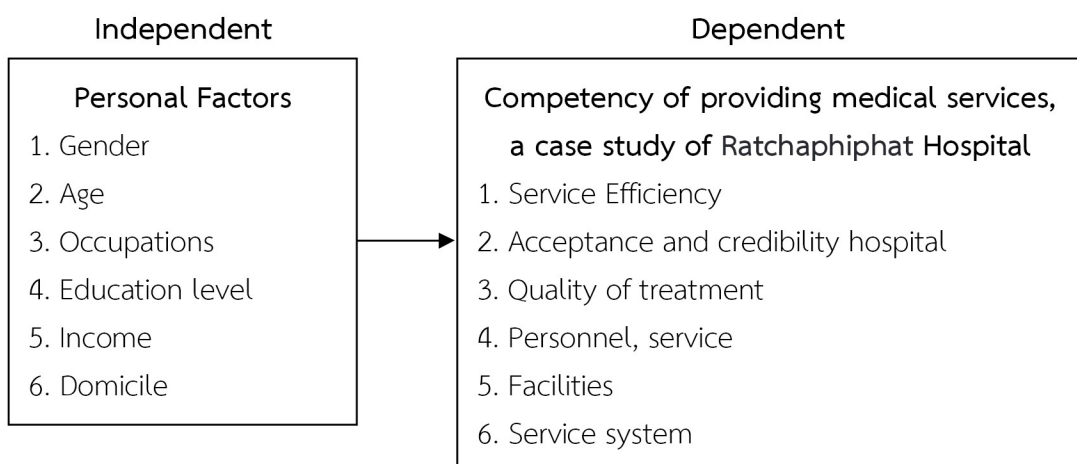 Independent
Personal Factors
1. Gender
2. Age
3. Occupations
4. Education level
5. Income
6. Domicile
Dependent
Competency of providing medical services,
a case study of Ratchaphiphat Hospital
1. Service Efficiency
2. Acceptance and credibility hospital
3. Quality of treatment
4. Personnel, service
5. Facilities
6. Service system